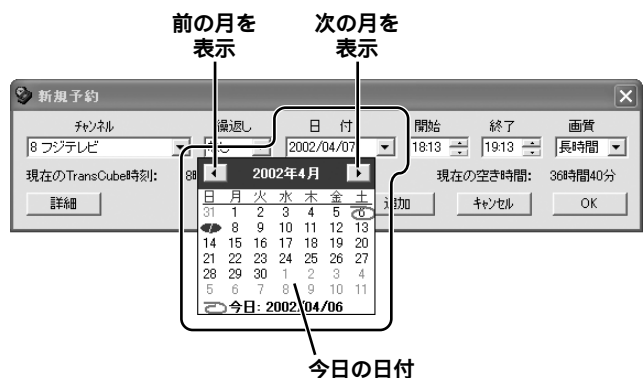 前の月を
表示
次の月を
表示
新規予約
チャンネル 繰返し 日 付 開始 終了 画質
8 フジテレビ なし 2002/04/07 18:13 19:13 長時間
現在のTransCube時刻: 8時 現在の空き時間: 36時間40分
詳細 追加 キャンセル OK
2002年4月
日 月 火 水 木 金 土
31 1 2 3 4 5 6
7 8 9 10 11 12 13
14 15 16 17 18 19 20
21 22 23 24 25 26 27
28 29 30 1 2 3 4
5 6 7 8 9 10 11
今日: 2002/04/06
今日の日付